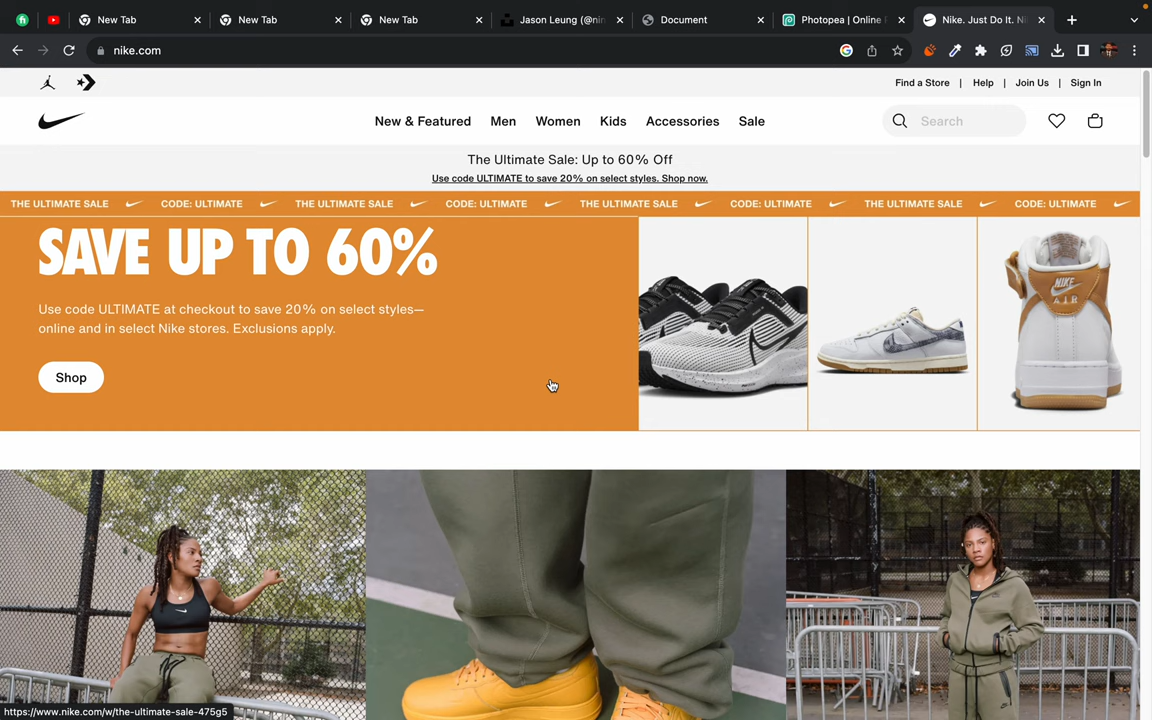 New Tab
New Tab
New Tab
Jason Leung (@nin
Document
Photopea | Online
Nike. Just Do It. Ni
nike.com
Find a Store | Help | Join Us | Sign In
New & Featured Men Women Kids Accessories Sale
Search
The Ultimate Sale: Up to 60% Off
Use code ULTIMATE to save 20% on select styles. Shop now.
THE ULTIMATE SALE CODE: ULTIMATE THE ULTIMATE SALE CODE: ULTIMATE THE ULTIMATE SALE CODE: ULTIMATE THE ULTIMATE SALE CODE: ULTIMATE
SAVE UP TO 60%
Use code ULTIMATE at checkout to save 20% on select styles—
online and in select Nike stores. Exclusions apply.
Shop
NIKE
AIR
https://www.nike.com/w/the-ultimate-sale-475g5